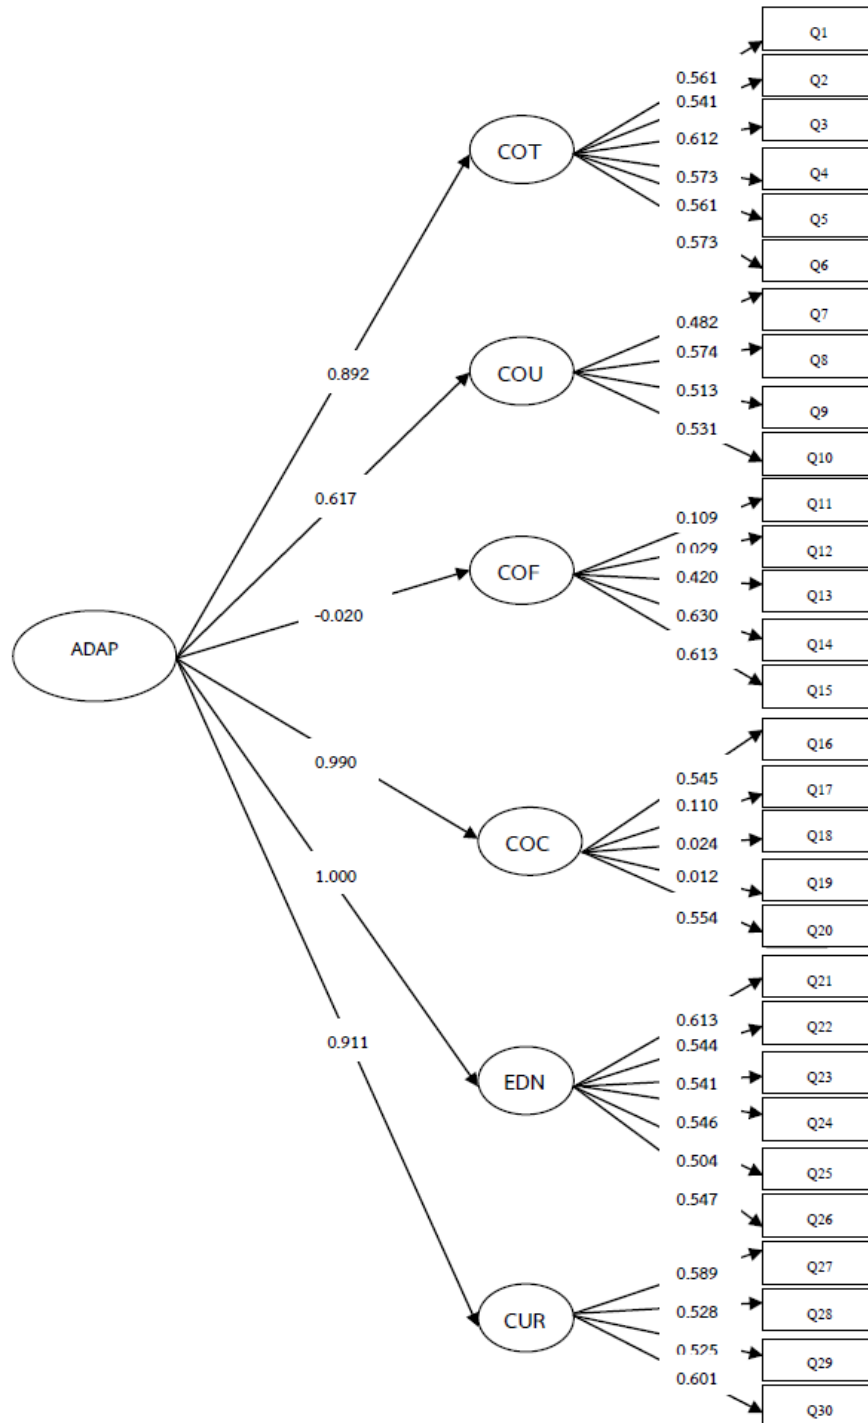 Q1
0.561
Q2
0.541
Q3
0.612
COT
Q4
0.573
Q5
0.561
Q6
0.573
Q7
0.482
Q8
0.574
COU
0.892
Q9
0.513
Q10
0.531
0.617
Q11
0.109
Q12
0.029
COF
0.420
Q13
-0.020
0.630
Q14
ADAP
0.613
Q15
Q16
0.990
0.545
Q17
0.110
Q18
COC
0.024
1.000
0.012
Q19
0.554
Q20
Q21
0.613
Q22
0.911
0.544
Q23
EDN
0.541
Q24
0.546
0.504
Q25
0.547
Q26
Q27
0.589
Q28
0.528
CUR
0.525
Q29
0.601
Q30